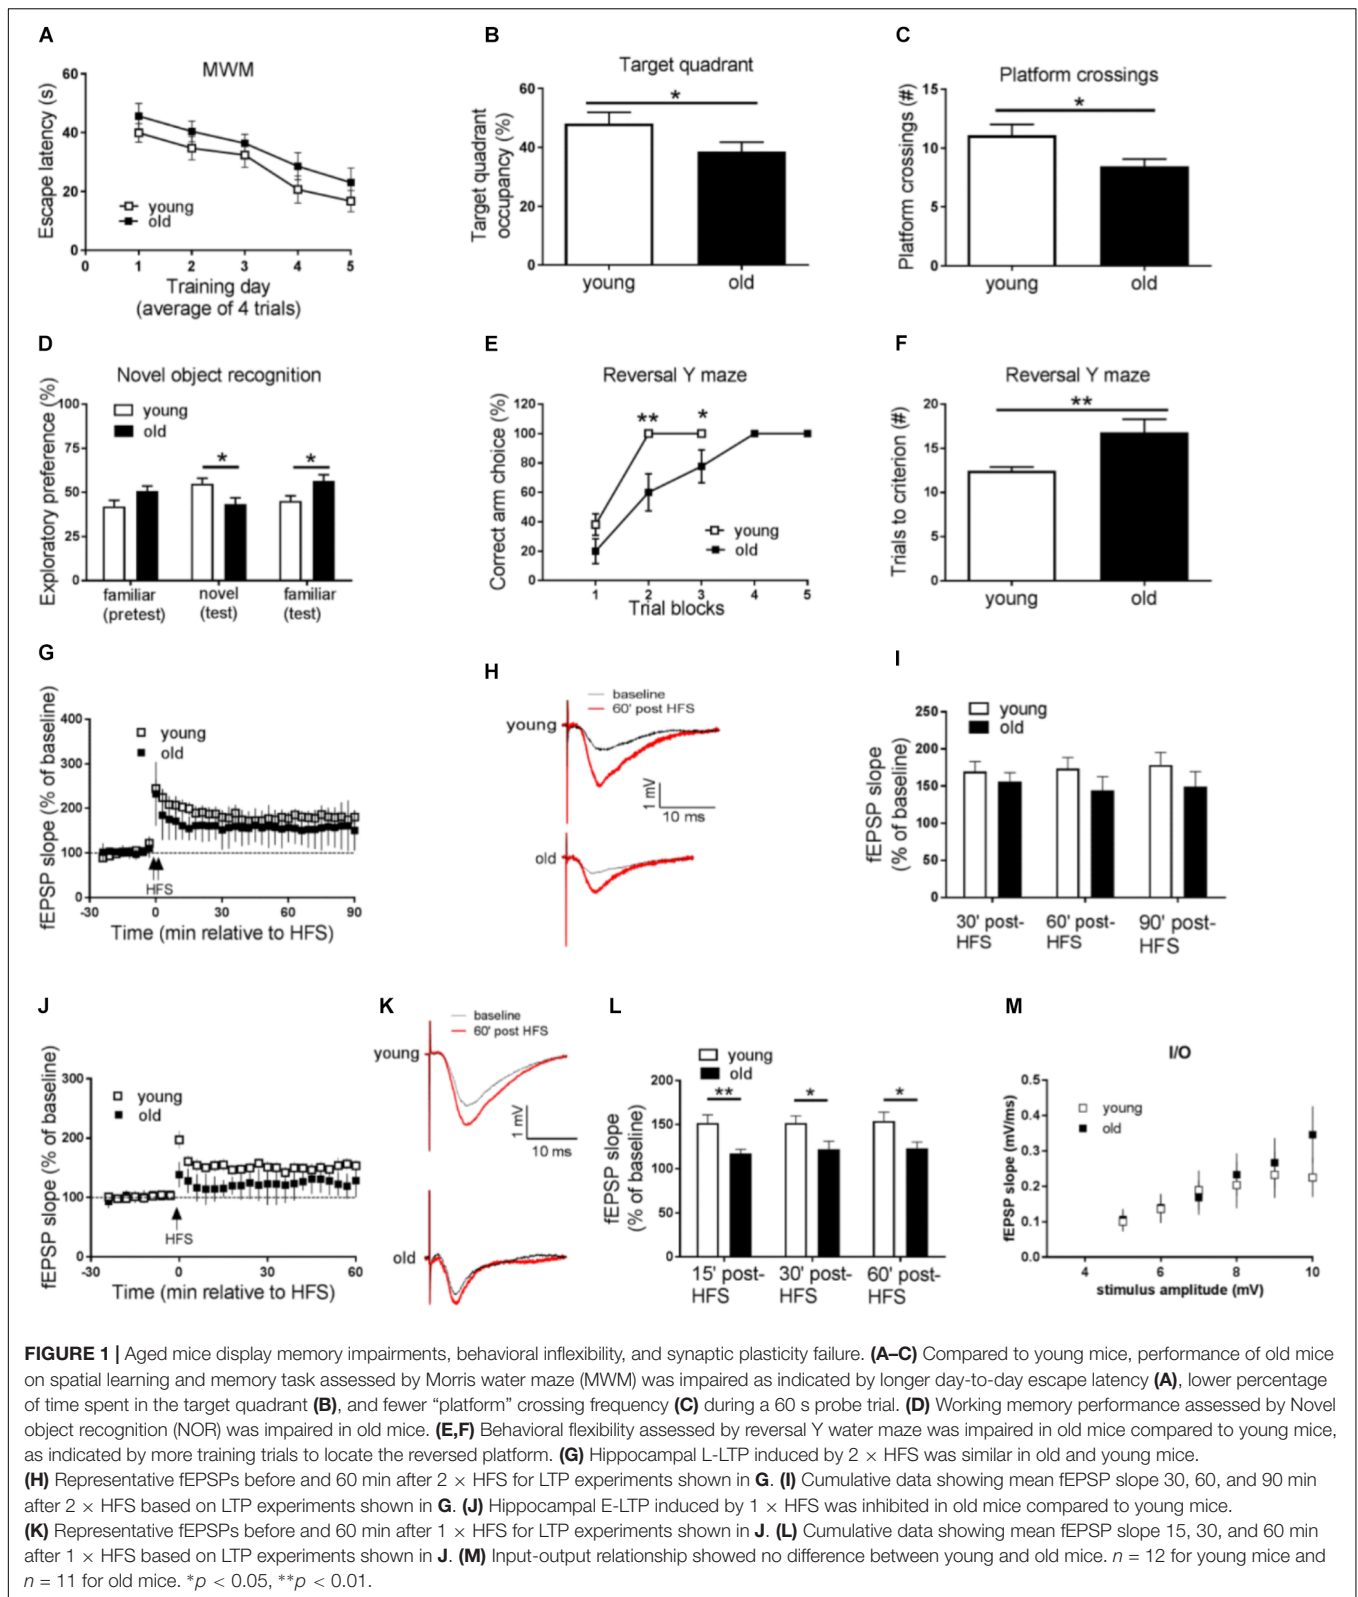 A
MWM
Escape latency (s)
60
40
20
0
young
old
0 1 2 3 4 5
Training day
(average of 4 trials)
B
Target quadrant
Target quadrant
occupancy (%)
60
40
20
0
*
young old
C
Platform crossings
Platform crossings (#)
15
10
5
0
*
young old
D
Novel object recognition
Exploratory preference (%)
100
75
50
25
0
young
old
* *
familiar novel familiar
(pretest) (test) (test)
E
Reversal Y maze
Correct arm choice (%)
120
100
80
60
40
20
0
** *
young
old
1 2 3 4 5
Trial blocks
F
Reversal Y maze
Trials to criterion (#)
20
15
10
5
0
**
young old
G
fEPSP slope (% of baseline)
400
300
200
100
0
young
old
HFS
-30 0 30 60 90
Time (min relative to HFS)
H
baseline
60' post HFS
young
1 mV
10 ms
old
I
fEPSP slope
(% of baseline)
250
200
150
100
50
0
young
old
30' post- 60' post- 90' post-
HFS HFS HFS
J
fEPSP slope (% of baseline)
300
200
100
0
young
old
HFS
-30 0 30 60
Time (min relative to HFS)
K
baseline
60' post HFS
young
1 mV
10 ms
old
L
fEPSP slope
(% of baseline)
200
150
100
50
0
young
old
** * *
15' post- 30' post- 60' post-
HFS HFS HFS
M
I/O
fEPSP slope (mV/ms)
0.5
0.4
0.3
0.2
0.1
0.0
young
old
4 6 8 10
stimulus amplitude (mV)
FIGURE 1 | Aged mice display memory impairments, behavioral inflexibility, and synaptic plasticity failure. (A–C) Compared to young mice, performance of old mice
on spatial learning and memory task assessed by Morris water maze (MWM) was impaired as indicated by longer day-to-day escape latency (A), lower percentage
of time spent in the target quadrant (B), and fewer “platform” crossing frequency (C) during a 60 s probe trial. (D) Working memory performance assessed by Novel
object recognition (NOR) was impaired in old mice. (E,F) Behavioral flexibility assessed by reversal Y water maze was impaired in old mice compared to young mice,
as indicated by more training trials to locate the reversed platform. (G) Hippocampal L-LTP induced by 2 × HFS was similar in old and young mice.
(H) Representative fEPSPs before and 60 min after 2 × HFS for LTP experiments shown in G. (I) Cumulative data showing mean fEPSP slope 30, 60, and 90 min
after 2 × HFS based on LTP experiments shown in G. (J) Hippocampal E-LTP induced by 1 × HFS was inhibited in old mice compared to young mice.
(K) Representative fEPSPs before and 60 min after 1 × HFS for LTP experiments shown in J. (L) Cumulative data showing mean fEPSP slope 15, 30, and 60 min
after 1 × HFS based on LTP experiments shown in J. (M) Input-output relationship showed no difference between young and old mice. n = 12 for young mice and
n = 11 for old mice. *p < 0.05, **p < 0.01.